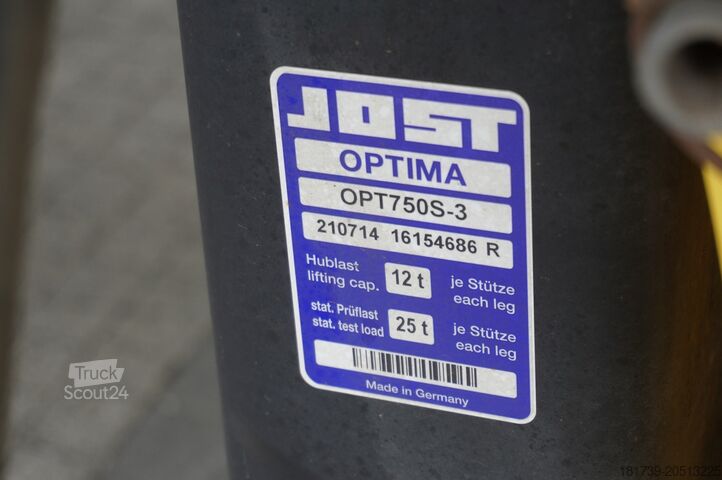 JOST
OPTIMA
OPT750S-3
210714 16154686 R
Hublast
lifting cap.
12 t
je Stütze
each leg
stat. Prüflast
stat. test load
25 t
je Stütze
each leg
Made in Germany
Truck
Scout24
181739-20513225